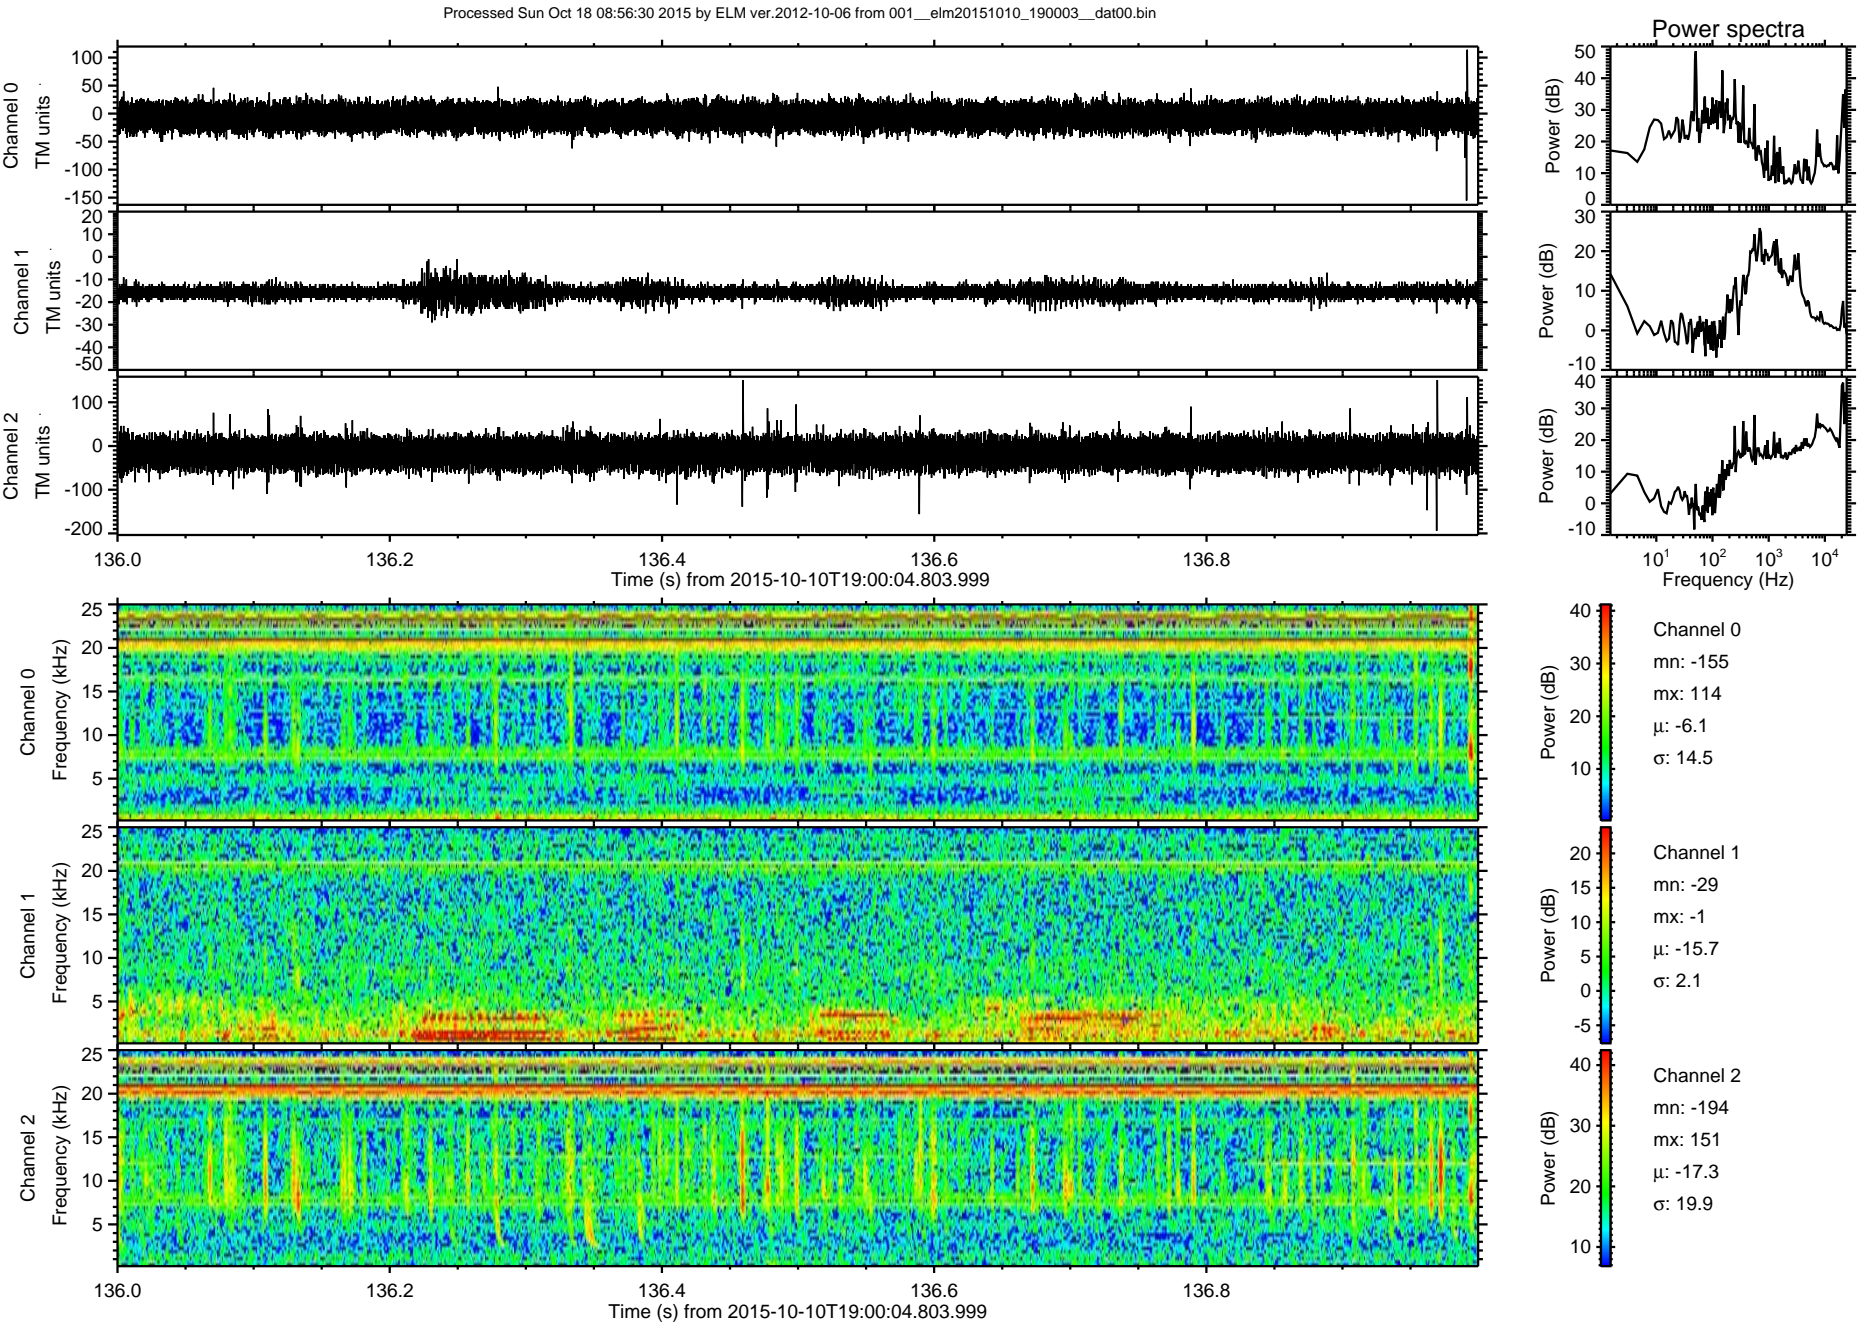 Processed Sun Oct 18 08:56:30 2015 by ELM ver.2012-10-06 from 001__elm20151010_190003__dat00.bin
Power spectra
Channel 0
TM units
100
50
0
-50
-100
-150
Power (dB)
50
40
30
20
10
0
Channel 1
TM units
20
10
0
-10
-20
-30
-40
-50
Power (dB)
30
20
10
0
-10
Channel 2
TM units
100
0
-100
-200
Power (dB)
40
30
20
10
0
-10
136.0 136.2 136.4 136.6 136.8
Time (s) from 2015-10-10T19:00:04.803.999
10¹ 10² 10³ 10⁴
Frequency (Hz)
Channel 0
Frequency (kHz)
25
20
15
10
5
Power (dB)
40
30
20
10
Channel 0
mn: -155
mx: 114
μ: -6.1
σ: 14.5
Channel 1
Frequency (kHz)
25
20
15
10
5
Power (dB)
20
15
10
5
0
-5
Channel 1
mn: -29
mx: -1
μ: -15.7
σ: 2.1
Channel 2
Frequency (kHz)
25
20
15
10
5
Power (dB)
40
30
20
10
Channel 2
mn: -194
mx: 151
μ: -17.3
σ: 19.9
136.0 136.2 136.4 136.6 136.8
Time (s) from 2015-10-10T19:00:04.803.999